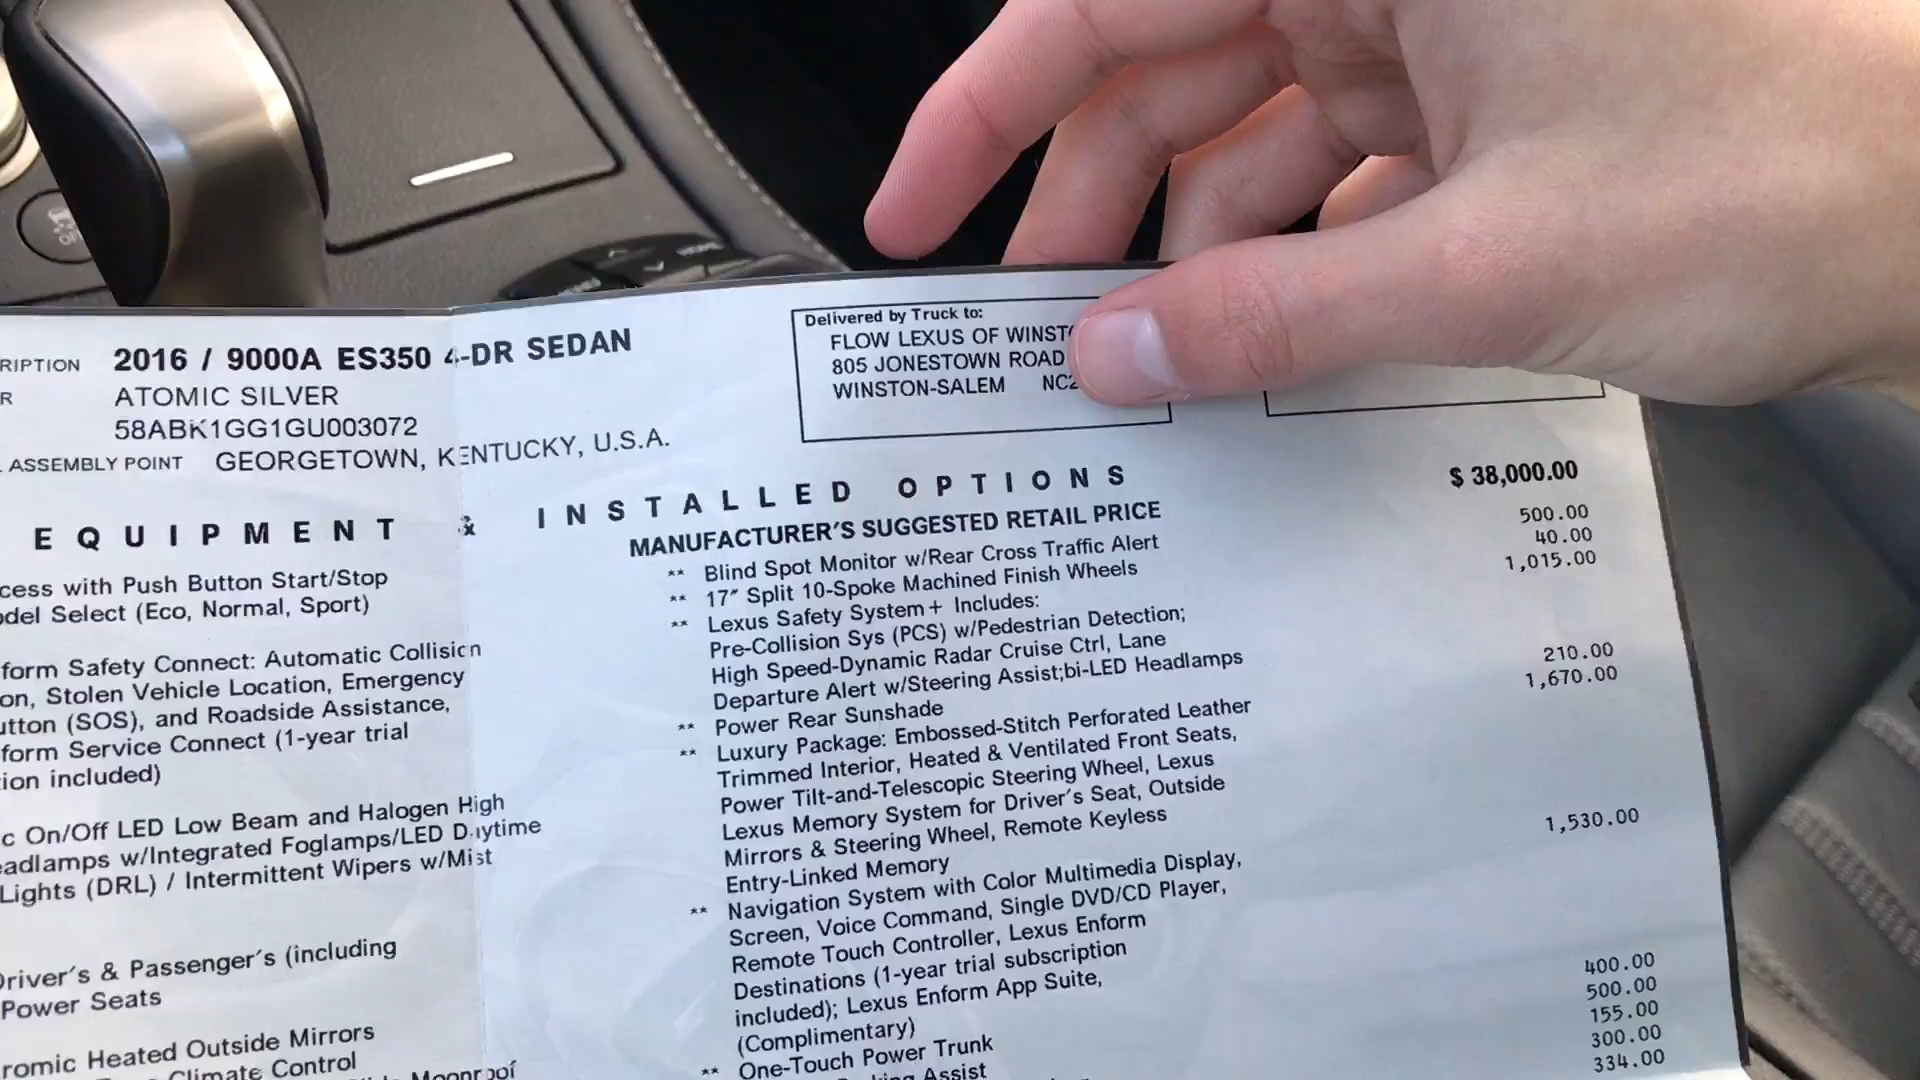 HOME
RIPTION 2016 / 9000A ES350 4-DR SEDAN
R ATOMIC SILVER
58ABK1GG1GU003072
ASSEMBLY POINT GEORGETOWN, KENTUCKY, U.S.A.
Delivered by Truck to:
FLOW LEXUS OF WINST
805 JONESTOWN ROAD
WINSTON-SALEM NC2
EQUIPMENT & INSTALLED OPTIONS
cess with Push Button Start/Stop
odel Select (Eco, Normal, Sport)
form Safety Connect: Automatic Collision
on, Stolen Vehicle Location, Emergency
utton (SOS), and Roadside Assistance,
form Service Connect (1-year trial
ion included)
c On/Off LED Low Beam and Halogen High
eadlamps w/Integrated Foglamps/LED Daytime
Lights (DRL) / Intermittent Wipers w/Mist
Driver's & Passenger's (including
Power Seats
romic Heated Outside Mirrors
Climate Control
Moonroof
MANUFACTURER'S SUGGESTED RETAIL PRICE $ 38,000.00
** Blind Spot Monitor w/Rear Cross Traffic Alert 500.00
** 17" Split 10-Spoke Machined Finish Wheels 40.00
** Lexus Safety System+ Includes: 1,015.00
Pre-Collision Sys (PCS) w/Pedestrian Detection;
High Speed-Dynamic Radar Cruise Ctrl, Lane
Departure Alert w/Steering Assist;bi-LED Headlamps
** Power Rear Sunshade 210.00
** Luxury Package: Embossed-Stitch Perforated Leather 1,670.00
Trimmed Interior, Heated & Ventilated Front Seats,
Power Tilt-and-Telescopic Steering Wheel, Lexus
Lexus Memory System for Driver's Seat, Outside
Mirrors & Steering Wheel, Remote Keyless
Entry-Linked Memory
** Navigation System with Color Multimedia Display, 1,530.00
Screen, Voice Command, Single DVD/CD Player,
Remote Touch Controller, Lexus Enform
Destinations (1-year trial subscription
included); Lexus Enform App Suite,
(Complimentary)
** One-Touch Power Trunk 400.00
Assist 500.00
155.00
300.00
334.00